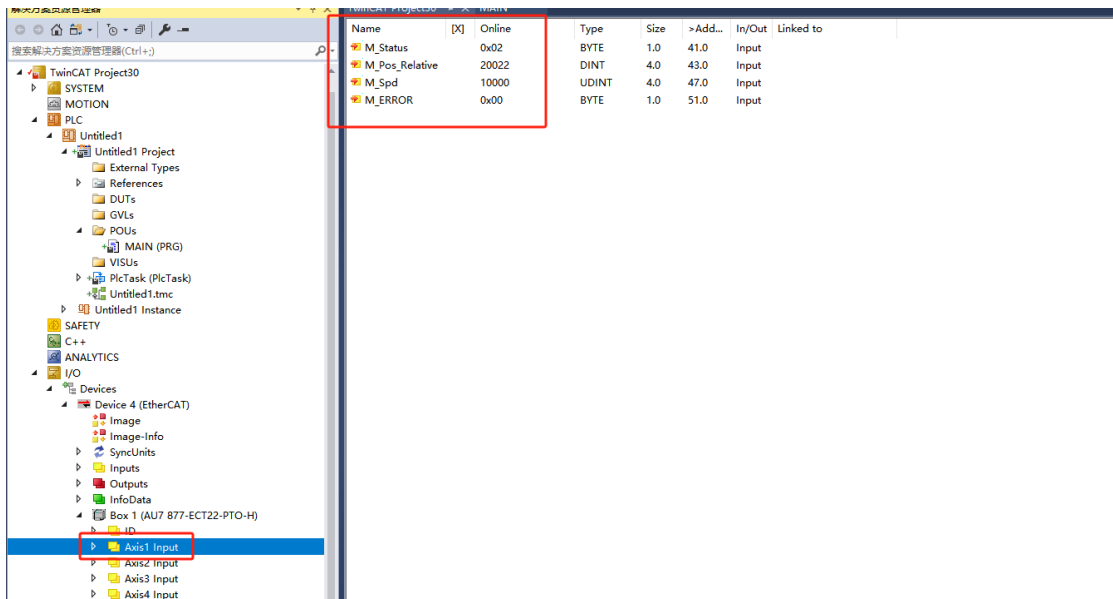 解决方案资源管理器
搜索解决方案资源管理器(Ctrl+;)
TwinCAT Project30
SYSTEM
MOTION
PLC
Untitled1
Untitled1 Project
External Types
References
DUTs
GVLs
POUs
MAIN (PRG)
VISUs
PlcTask (PlcTask)
Untitled1.tmc
Untitled1 Instance
SAFETY
C++
ANALYTICS
I/O
Devices
Device 4 (EtherCAT)
Image
Image-Info
SyncUnits
Inputs
Outputs
InfoData
Box 1 (AU7 877-ECT22-PTO-H)
ID
Axis1 Input
Axis2 Input
Axis3 Input
Axis4 Input
TwinCAT Project30 MAIN
Name [X] Online Type Size >Add... In/Out Linked to
M_Status 0x02 BYTE 1.0 41.0 Input
M_Pos_Relative 20022 DINT 4.0 43.0 Input
M_Spd 10000 UDINT 4.0 47.0 Input
M_ERROR 0x00 BYTE 1.0 51.0 Input